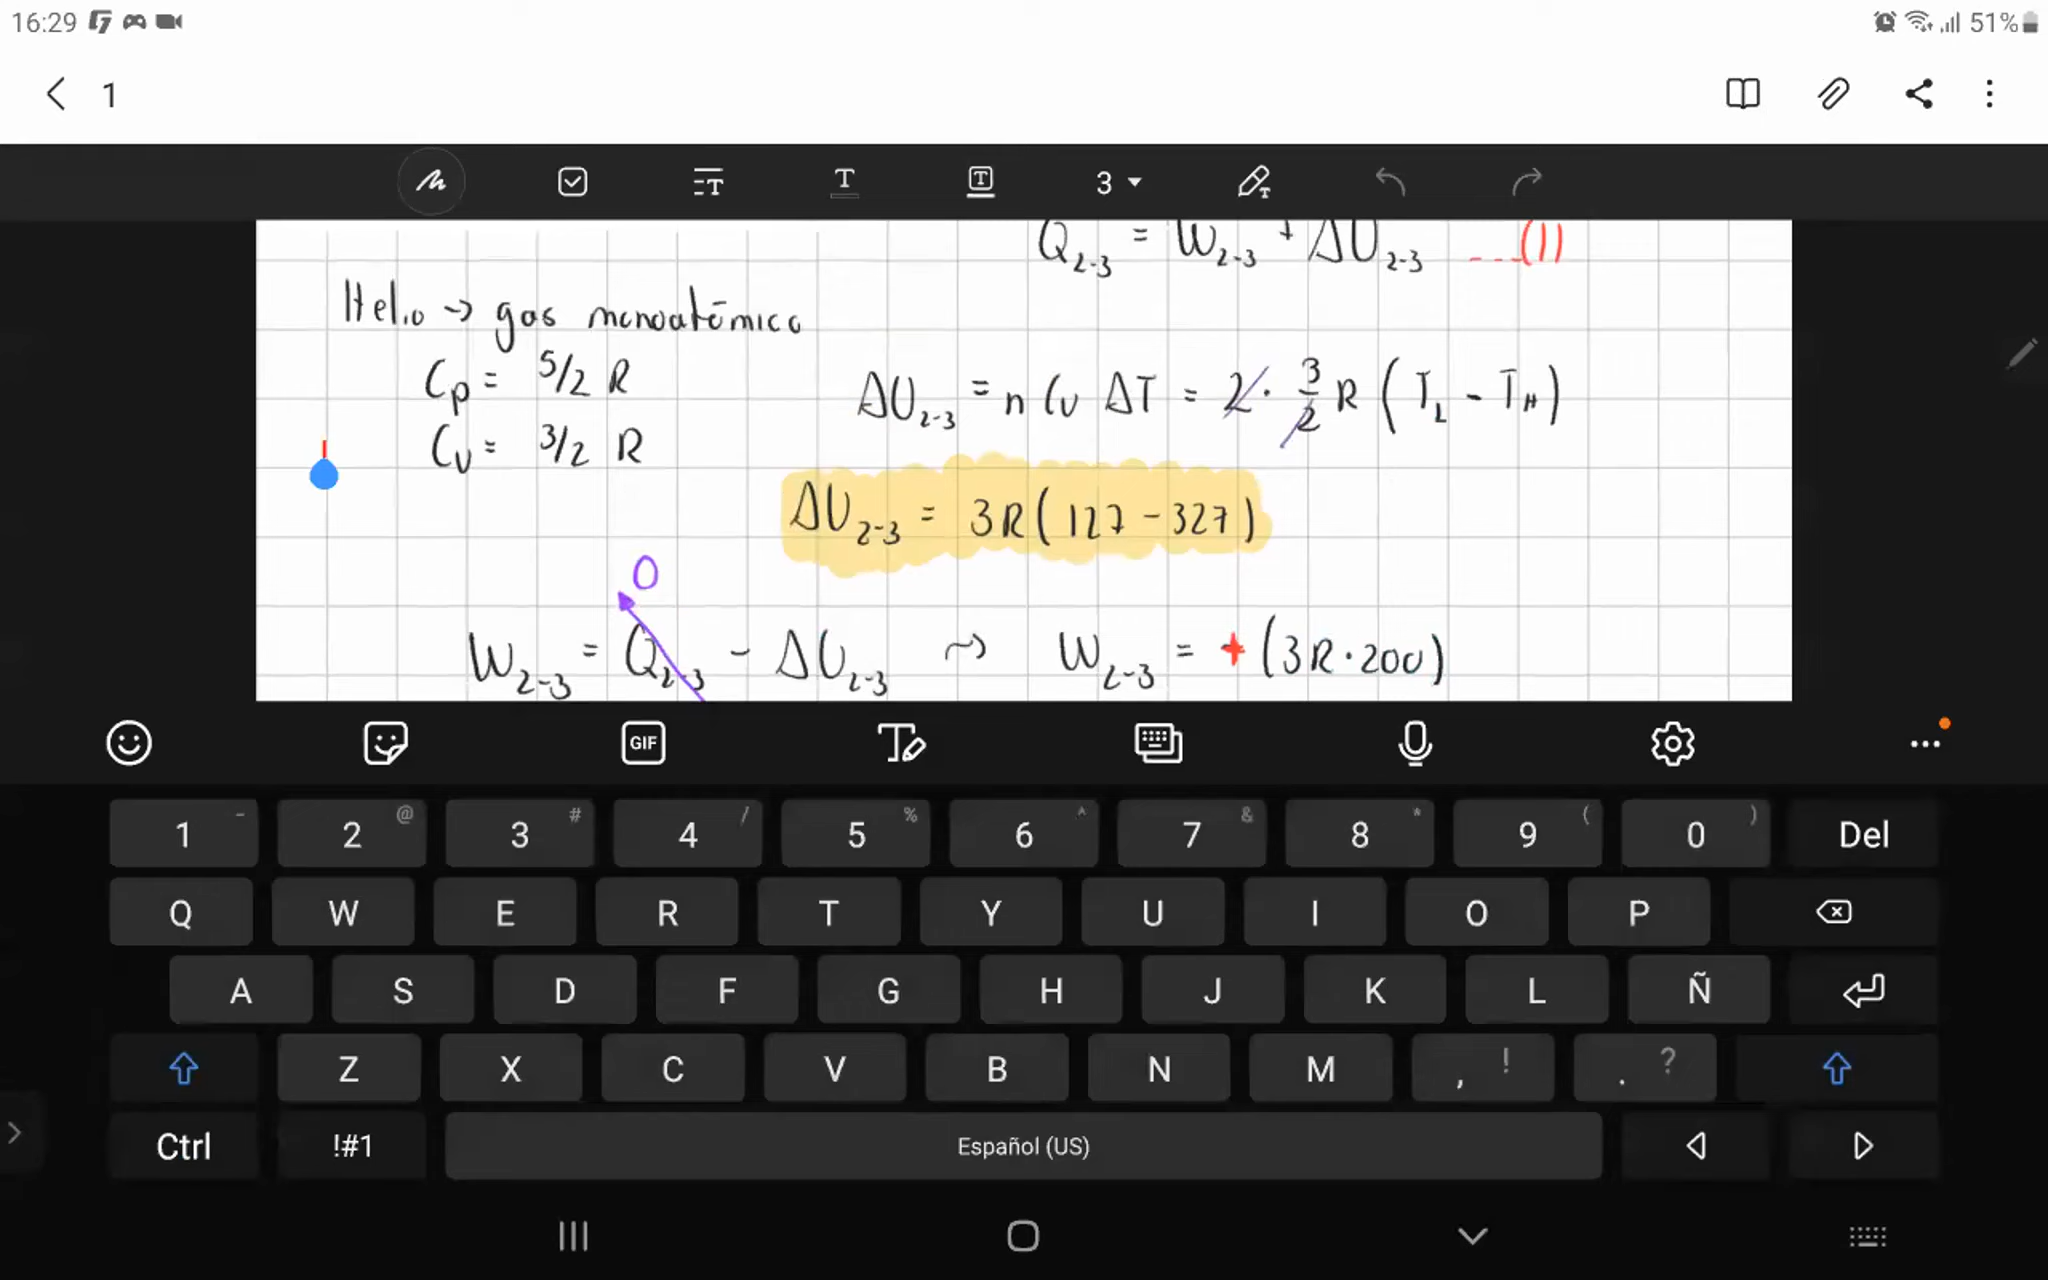 16:29 51%
1
T T T 3
Q₂₋₃ = W₂₋₃ + ΔU₂₋₃ ...(1)
Helio → gas monoatómico
Cp = 5/2 R
Cv = 3/2 R
ΔU₂₋₃ = n Cv ΔT = 2 · 3/2 R (T_L - T_H)
ΔU₂₋₃ = 3R(127 - 327)
0
W₂₋₃ = Q₂₋₃ - ΔU₂₋₃ ⤳ W₂₋₃ = + (3R·200)
GIF T
1 - 2 @ 3 # 4 / 5 % 6 ^ 7 & 8 * 9 ( 0 ) Del
Q W E R T Y U I O P
A S D F G H J K L Ñ
Z X C V B N M , ! . ?
Ctrl !#1 Español (US)